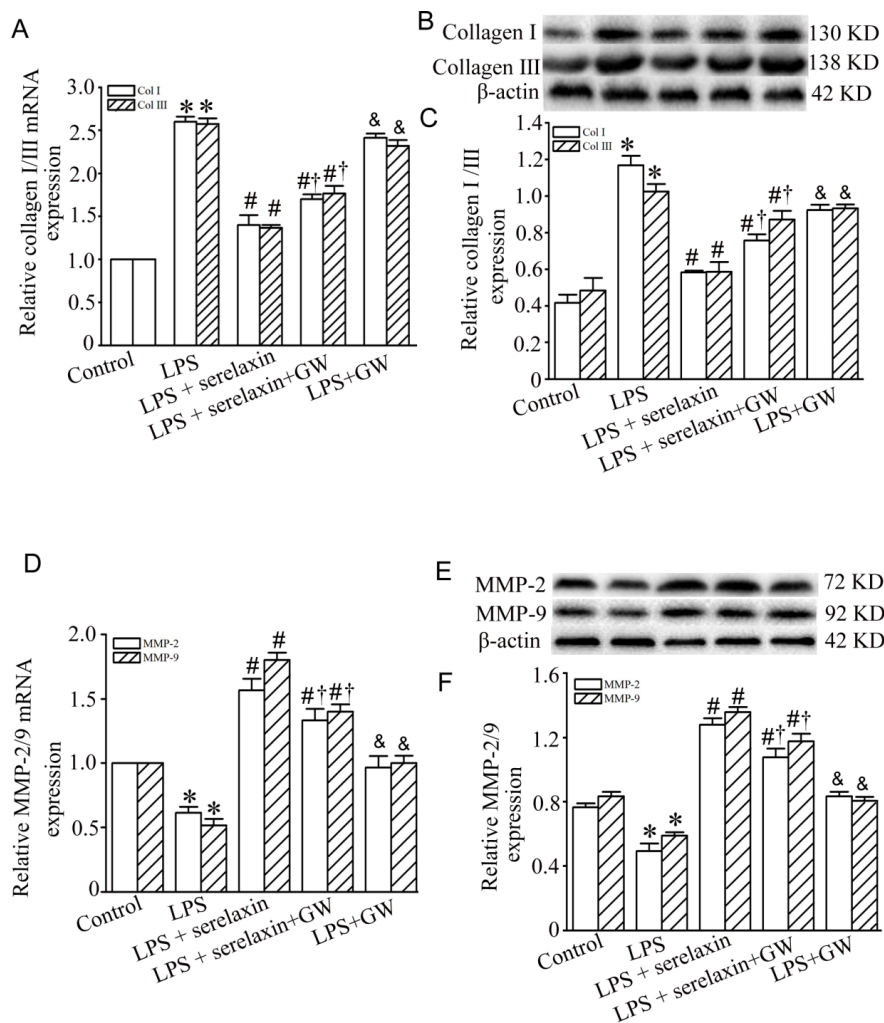 A
Relative collagen I/III mRNA
expression
3.0
2.5
2.0
1.5
1.0
0.5
0
Col I
Col III
* *
# #
#† #†
& &
Control
LPS
LPS + serelaxin
LPS + serelaxin+GW
LPS+GW
B
Collagen I 130 KD
Collagen III 138 KD
β-actin 42 KD
C
Relative collagen I /III
expression
1.4
1.2
1.0
0.8
0.6
0.4
0.2
0
Col I
Col III
* *
# #
#† #†
& &
Control
LPS
LPS + serelaxin
LPS + serelaxin+GW
LPS+GW
D
Relative MMP-2/9 mRNA
expression
2.0
1.5
1.0
0.5
0
MMP-2
MMP-9
* *
# #
#† #†
& &
Control
LPS
LPS + serelaxin
LPS + serelaxin+GW
LPS+GW
E
MMP-2 72 KD
MMP-9 92 KD
β-actin 42 KD
F
Relative MMP-2/9
expression
1.6
1.2
0.8
0.4
0
MMP-2
MMP-9
* *
# #
#† #†
& &
Control
LPS
LPS + serelaxin
LPS + serelaxin+GW
LPS+GW